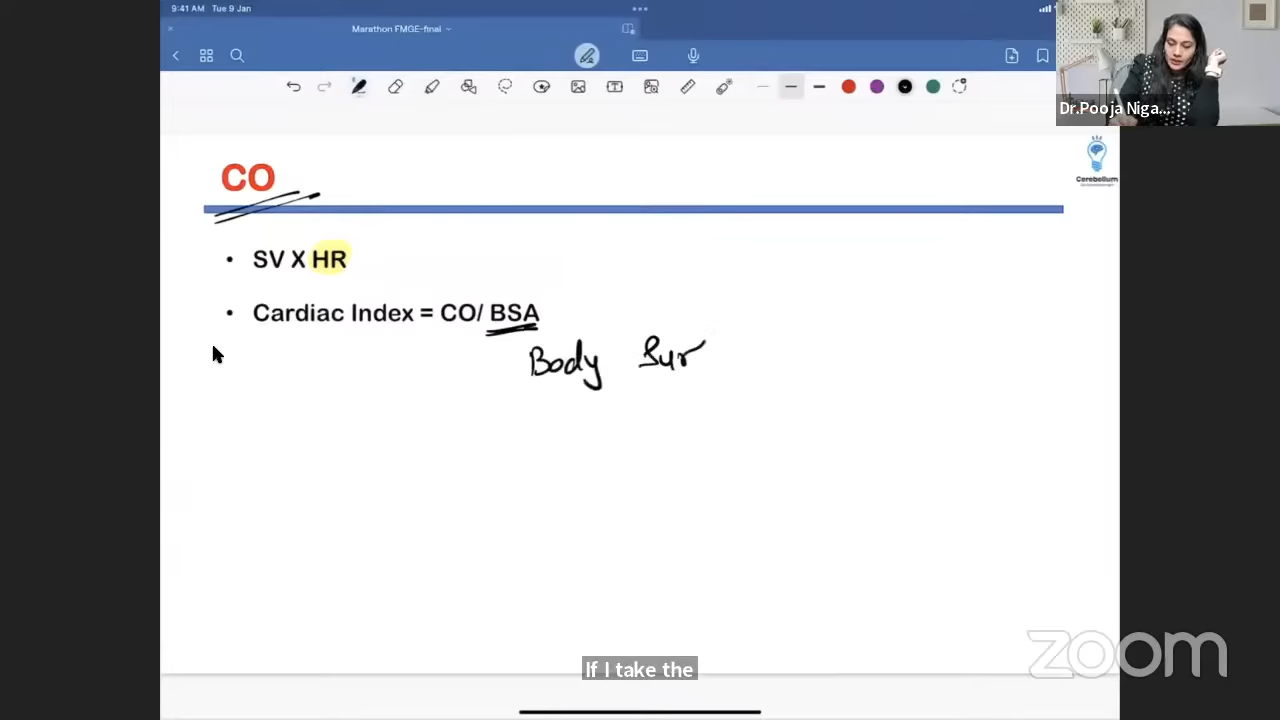 9:41 AM Tue 9 Jan
Marathon FMGE-final
Dr.Pooja Niga...
Cerebellum
CO
• SV X HR
• Cardiac Index = CO/ BSA
Body Sur
If I take the
zoom